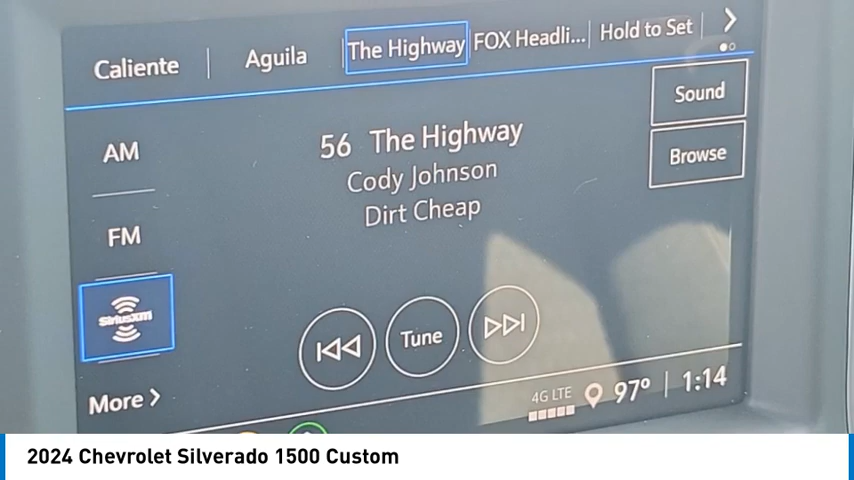 Caliente
Aguila
The Highway
FOX Headli...
Hold to Set
AM
FM
SiriusXM
More
56 The Highway
Cody Johnson
Dirt Cheap
Sound
Browse
Tune
4G LTE
97°
1:14
2024 Chevrolet Silverado 1500 Custom